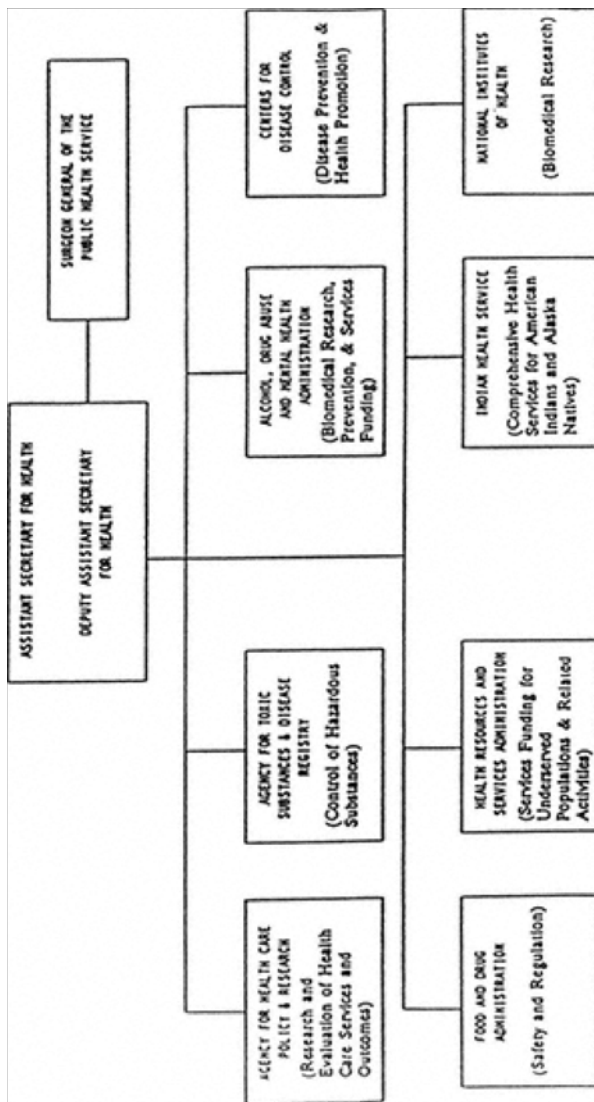 ASSISTANT SECRETARY FOR HEALTH
DEPUTY ASSISTANT SECRETARY
FOR HEALTH
SURGEON GENERAL OF THE
PUBLIC HEALTH SERVICE
AGENCY FOR HEALTH CARE
POLICY & RESEARCH
(Research and
Evaluation of Health
Care Services and
Outcomes)
AGENCY FOR TOXIC
SUBSTANCES & DISEASE
REGISTRY
(Control of Hazardous
Substances)
ALCOHOL, DRUG ABUSE
AND MENTAL HEALTH
ADMINISTRATION
(Biomedical Research,
Prevention, & Services
Funding)
CENTERS FOR
DISEASE CONTROL
(Disease Prevention &
Health Promotion)
FOOD AND DRUG
ADMINISTRATION
(Safety and Regulation)
HEALTH RESOURCES AND
SERVICES ADMINISTRATION
(Services Funding for
Underserved
Populations & Related
Activities)
INDIAN HEALTH SERVICE
(Comprehensive Health
Services for American
Indians and Alaska
Natives)
NATIONAL INSTITUTES
OF HEALTH
(Biomedical Research)